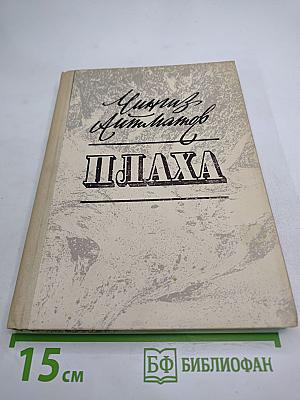 Чингиз
Айтматов
ПЛАХА
15 см
БФ БИБЛИОФАН